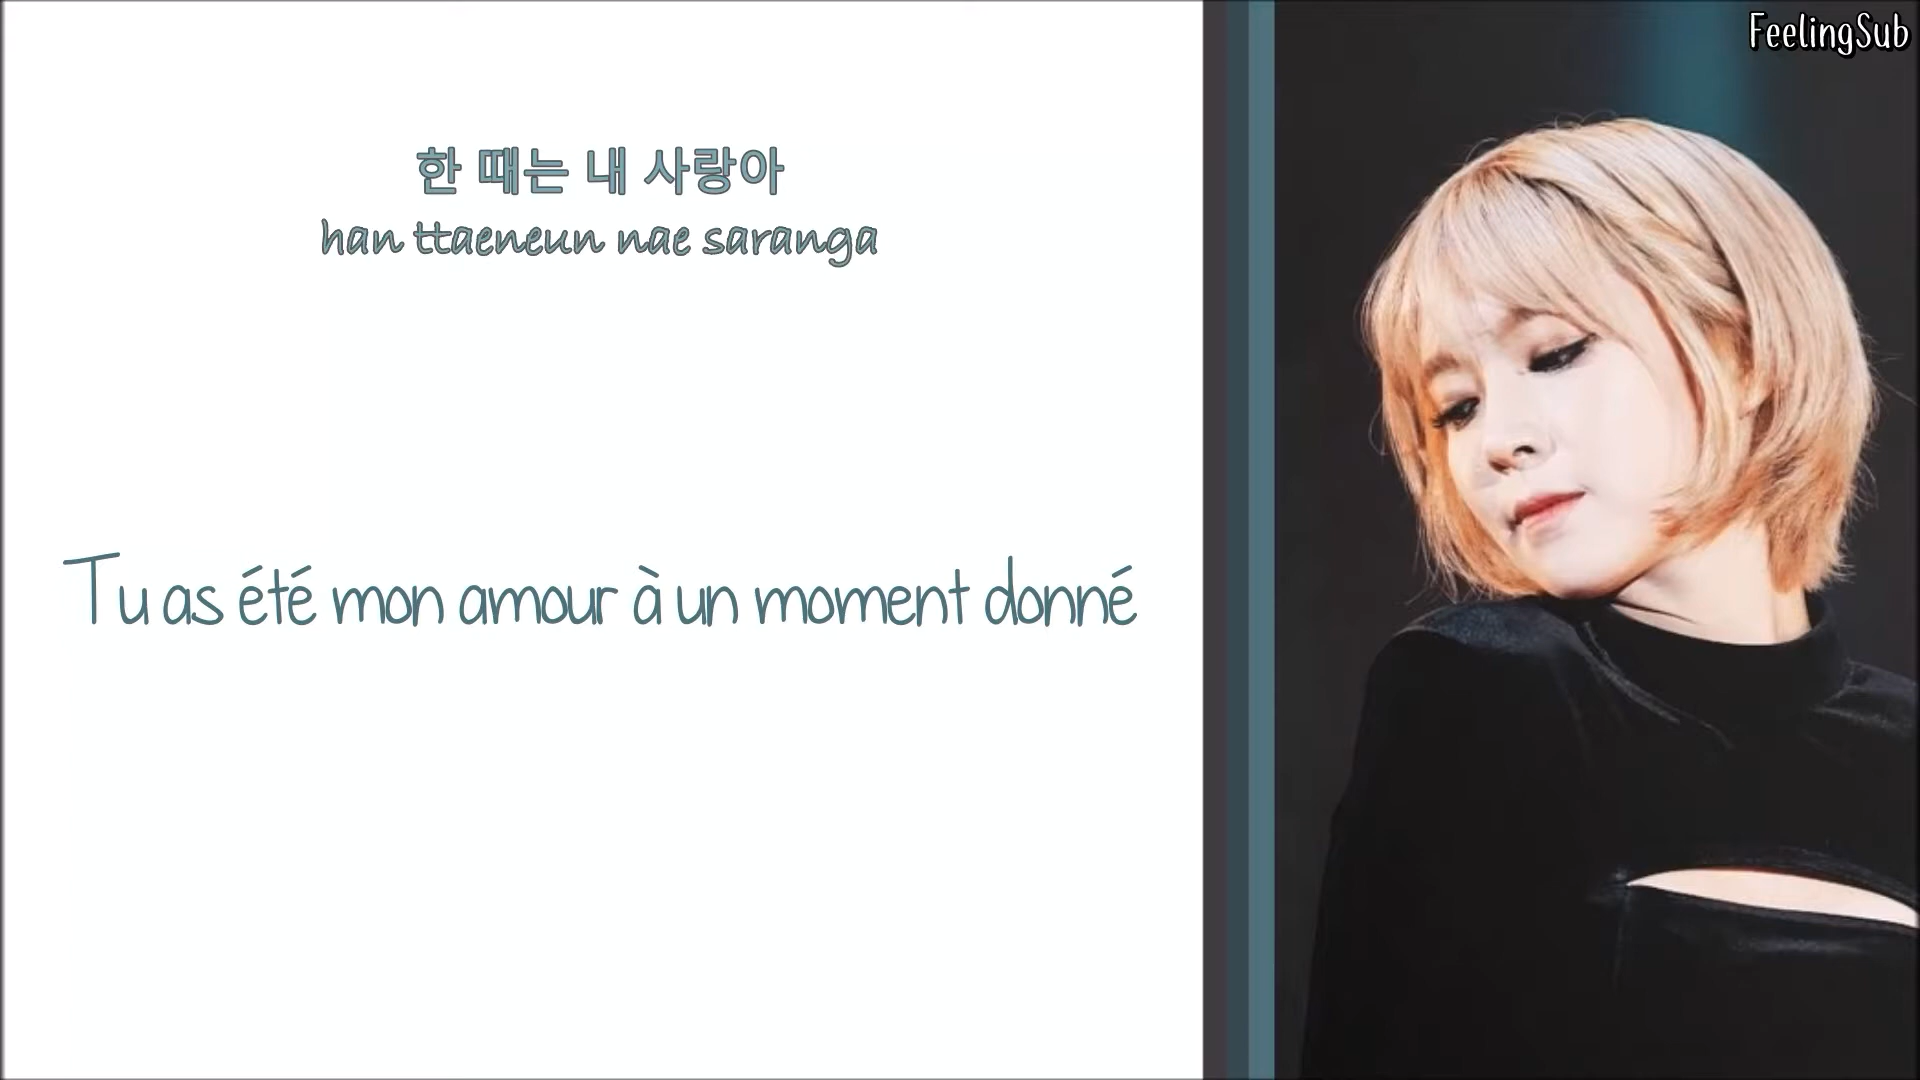 FeelingSub
한 때는 내 사랑아
han ttaeneun nae saranga
Tu as été mon amour à un moment donné